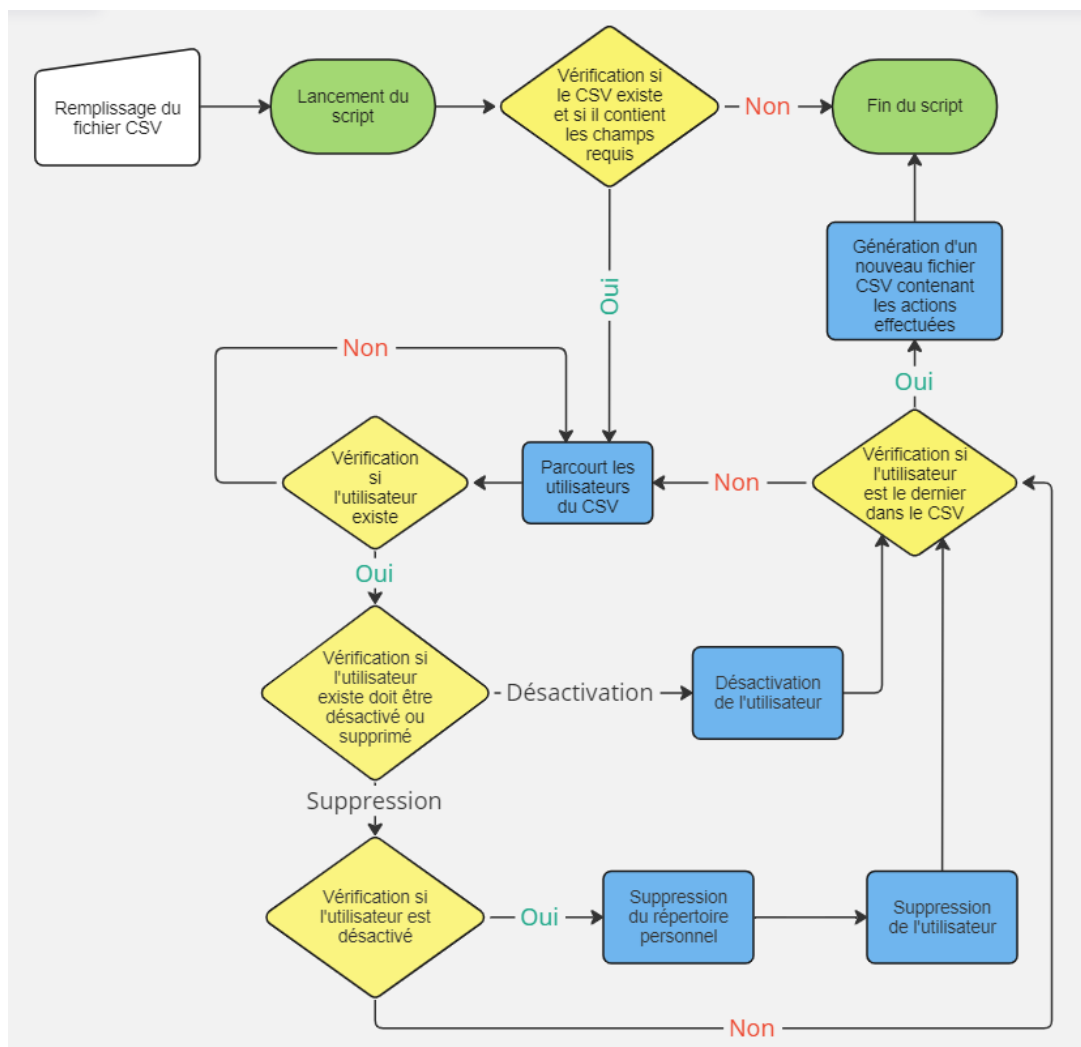 Remplissage du
fichier CSV
Lancement du
script
Vérification si
le CSV existe
et si il contient
les champs
requis
Non
Fin du script
Oui
Génération d'un
nouveau fichier
CSV contenant
les actions
effectuées
Oui
Non
Vérification
si
l'utilisateur
existe
Parcourt les
utilisateurs
du CSV
Non
Vérification si
l'utilisateur
est le dernier
dans le CSV
Oui
Vérification si
l'utilisateur
existe doit être
désactivé ou
supprimé
Désactivation
Désactivation
de l'utilisateur
Suppression
Vérification si
l'utilisateur est
désactivé
Oui
Suppression
du répertoire
personnel
Suppression
de l'utilisateur
Non